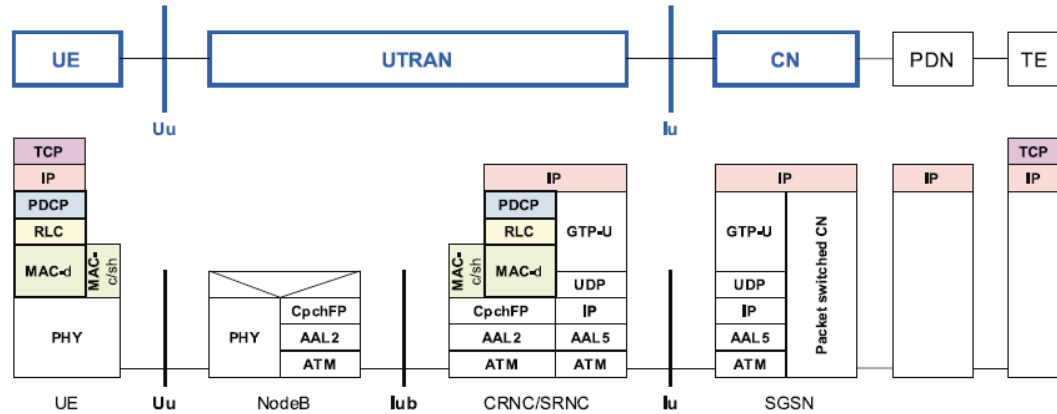 UE
UTRAN
CN
PDN
TE
Uu
Iu
TCP
IP
PDCP
RLC
MAC-d
MAC-
c/sh
PHY
PHY
CpchFP
AAL2
ATM
IP
PDCP
RLC
MAC-
c/sh
MAC-d
GTP-U
UDP
CpchFP
IP
AAL2
AAL5
ATM
ATM
IP
GTP-U
UDP
IP
AAL5
ATM
Packet switched CN
IP
TCP
IP
UE
Uu
NodeB
Iub
CRNC/SRNC
Iu
SGSN